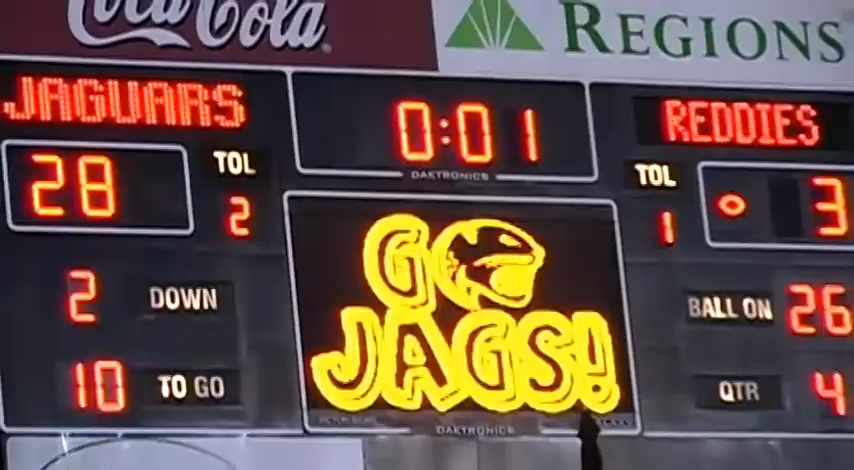 Coca-Cola
REGIONS
JAGUARS
0:01
REDDIES
DAKTRONICS
28
TOL
2
TOL
1
3
GO
JAGS!
2 DOWN
BALL ON 26
10 TO GO
QTR 4
DAKTRONICS